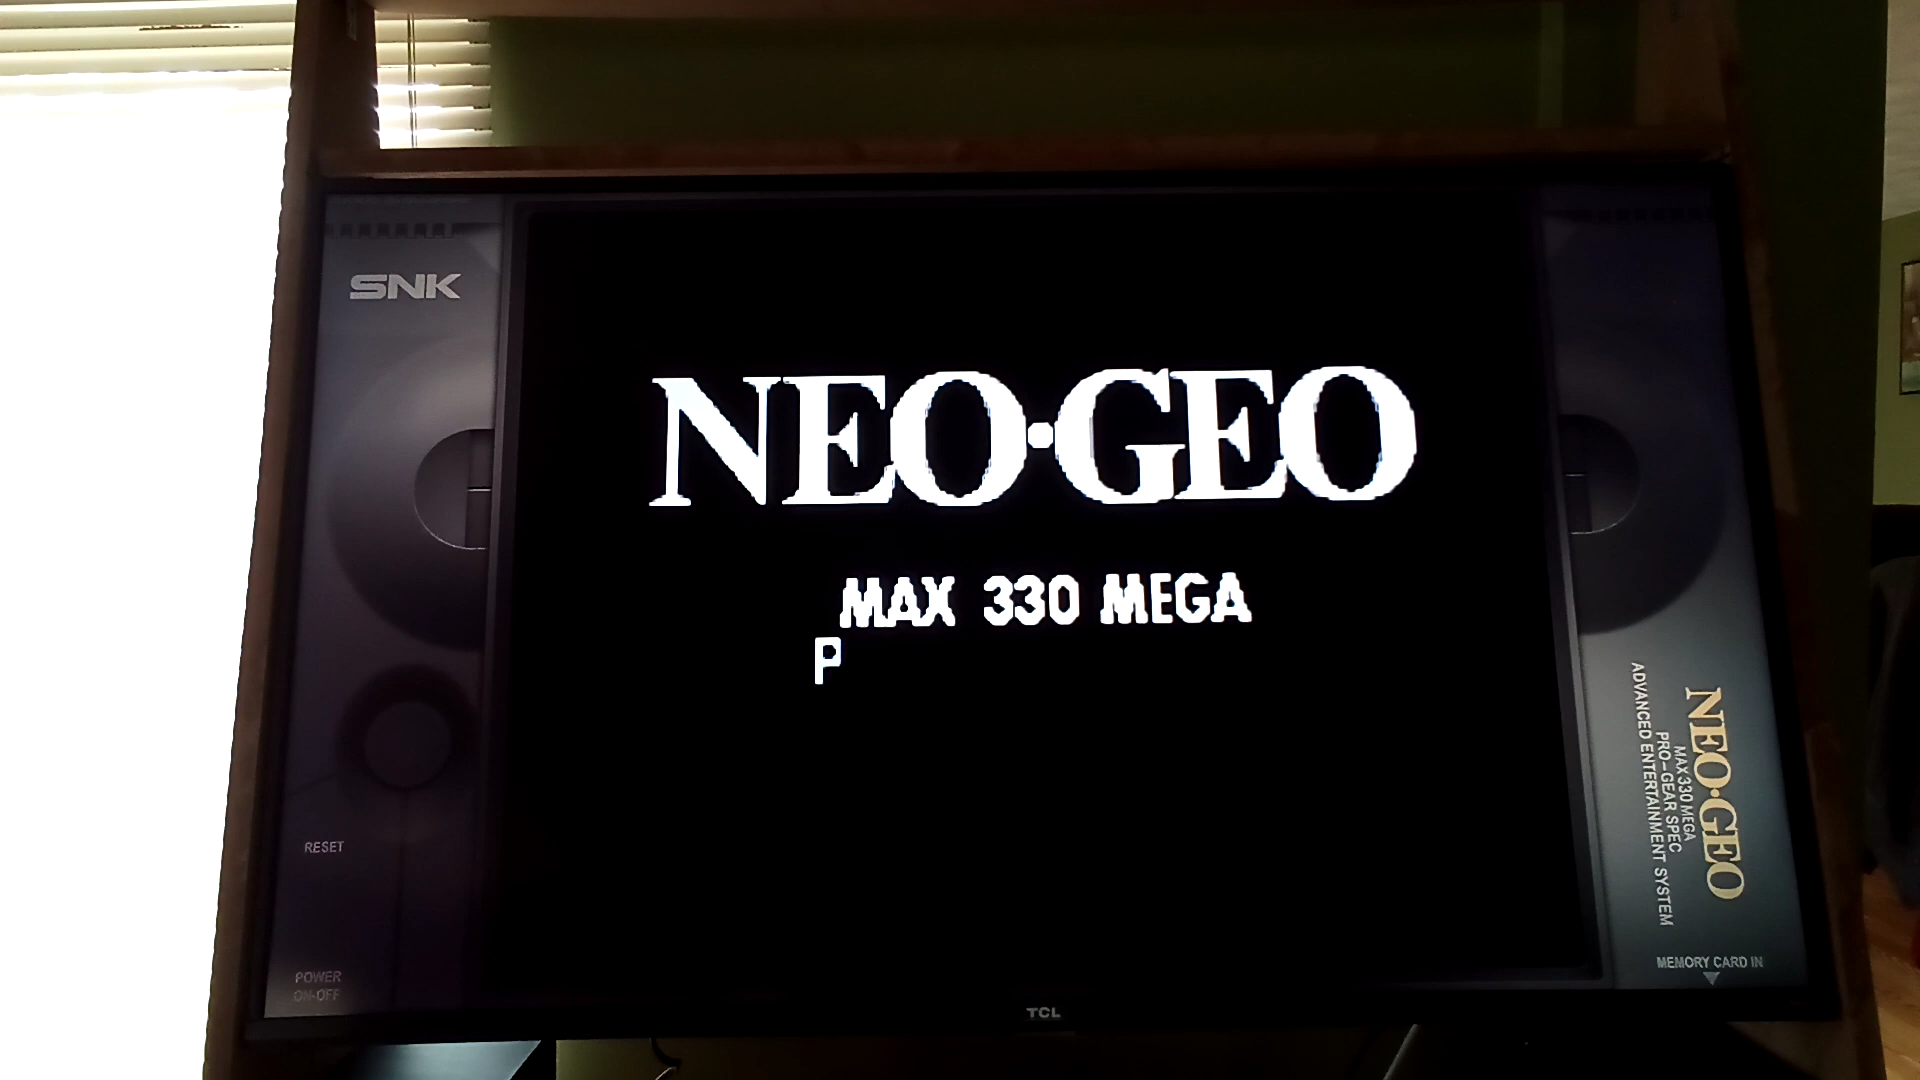 SNK
NEO·GEO
MAX 330 MEGA
P
RESET
POWER
ON-OFF
NEO·GEO
MAX 330 MEGA
PRO-GEAR SPEC
ADVANCED ENTERTAINMENT SYSTEM
MEMORY CARD IN
TCL